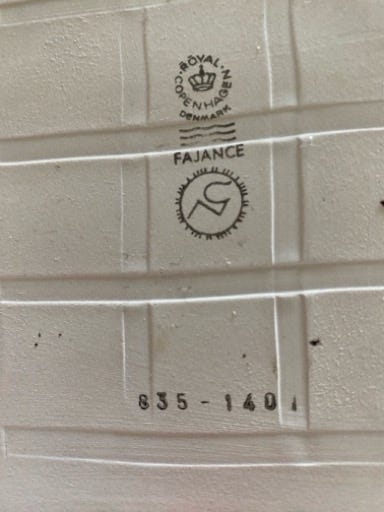 ROYAL
COPENHAGEN
DENMARK
FAJANCE
835-140